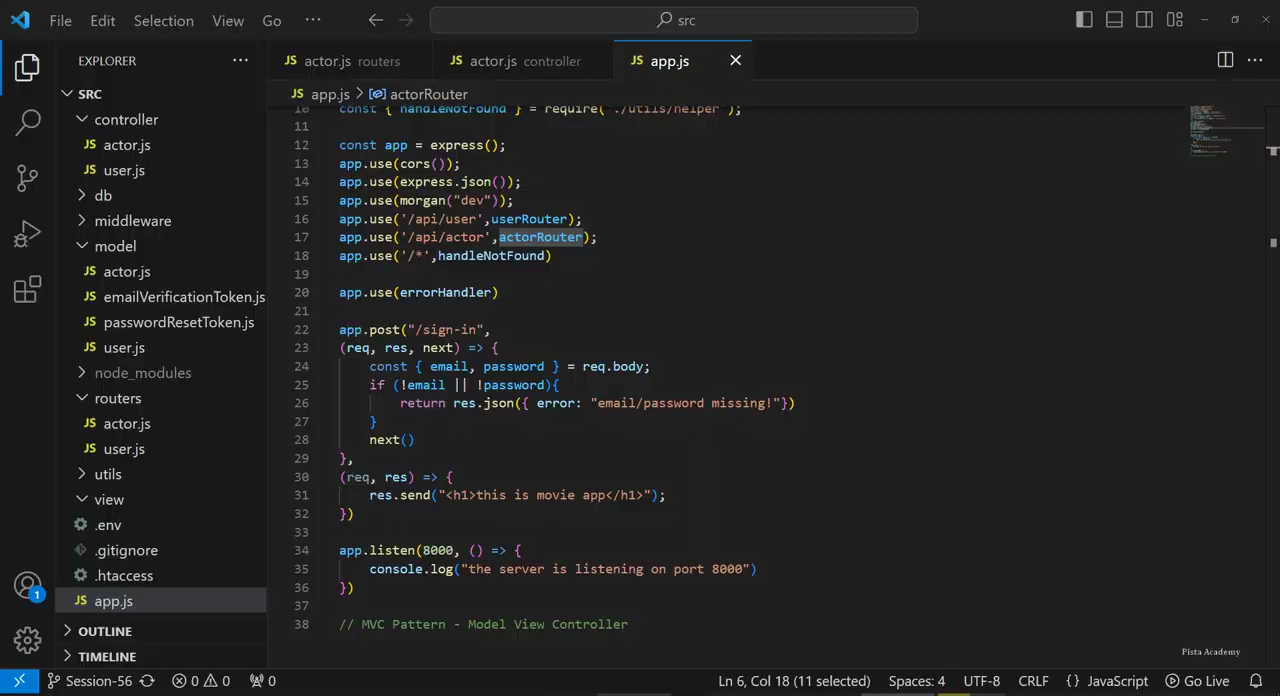 File Edit Selection View Go ··· src
EXPLORER ···
SRC
controller
JS actor.js
JS user.js
db
middleware
model
JS actor.js
JS emailVerificationToken.js
JS passwordResetToken.js
JS user.js
node_modules
routers
JS actor.js
JS user.js
utils
view
.env
.gitignore
.htaccess
JS app.js
OUTLINE
TIMELINE
JS actor.js routers JS actor.js controller JS app.js
JS app.js > actorRouter
10 const { handleNotFound } = require('./utils/helper');
11
12 const app = express();
13 app.use(cors());
14 app.use(express.json());
15 app.use(morgan("dev"));
16 app.use('/api/user',userRouter);
17 app.use('/api/actor',actorRouter);
18 app.use('/*',handleNotFound)
19
20 app.use(errorHandler)
21
22 app.post("/sign-in",
23 (req, res, next) => {
24 const { email, password } = req.body;
25 if (!email || !password){
26 return res.json({ error: "email/password missing!"})
27 }
28 next()
29 },
30 (req, res) => {
31 res.send("<h1>this is movie app</h1>");
32 })
33
34 app.listen(8000, () => {
35 console.log("the server is listening on port 8000")
36 })
37
38 // MVC Pattern - Model View Controller
Pista Academy
1
Session-56 0 0 0 Ln 6, Col 18 (11 selected) Spaces: 4 UTF-8 CRLF {} JavaScript Go Live